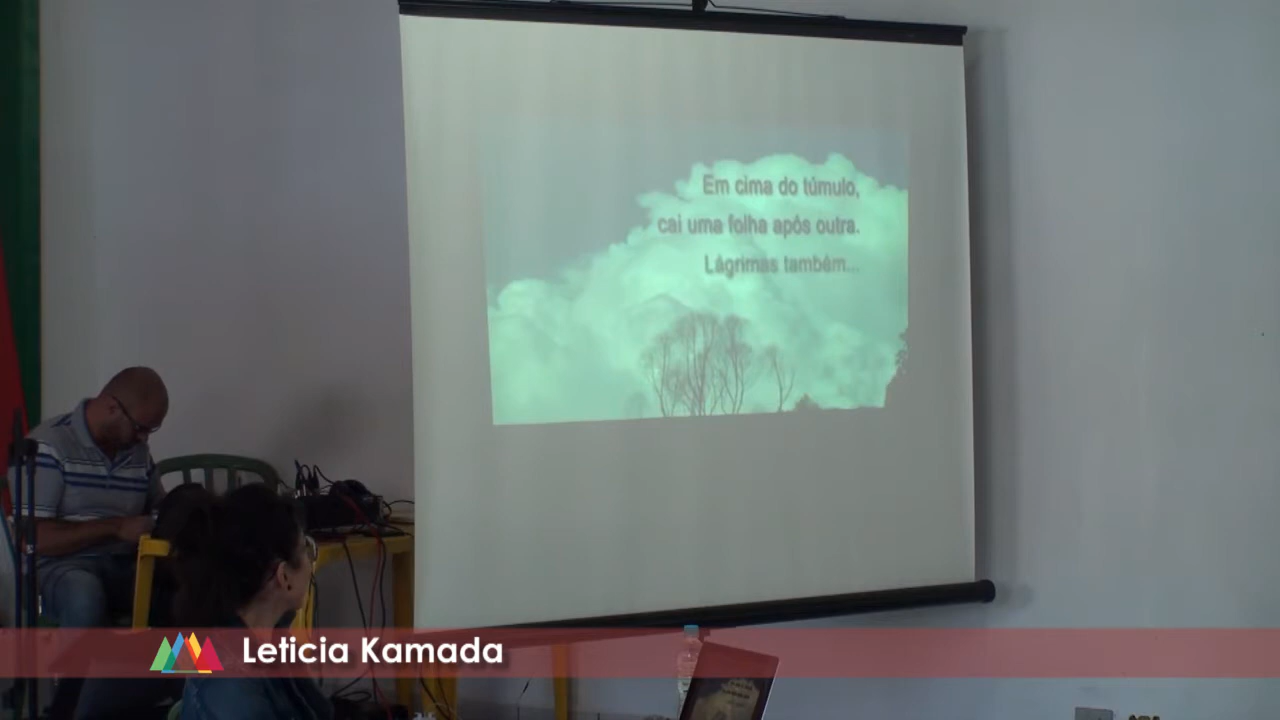 Em cima do túmulo,
cai uma folha após outra.
Lágrimas também...
Leticia Kamada